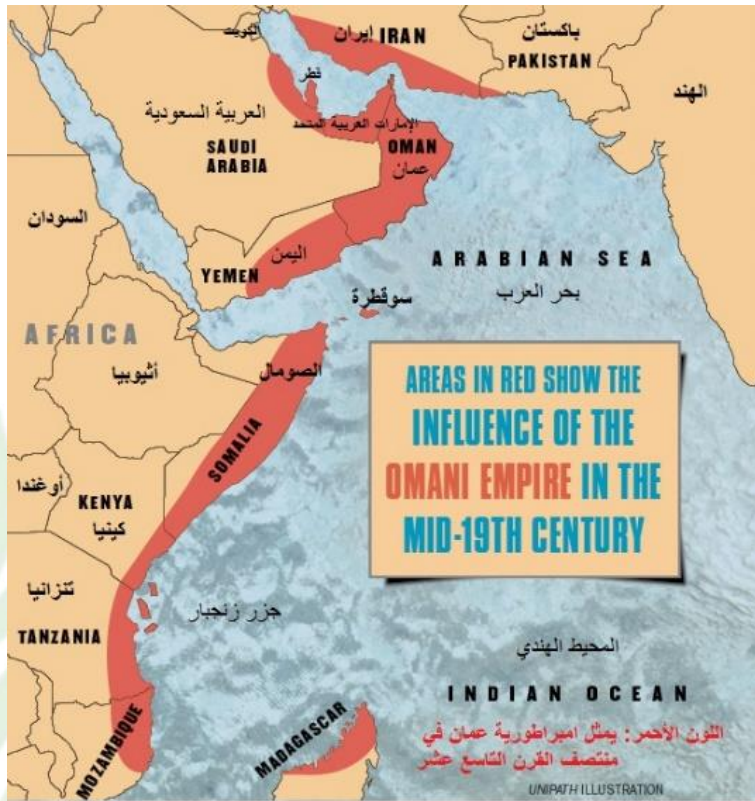 الكويت
إيران IRAN
باكستان
PAKISTAN
الهند
قطر
العربية السعودية
SAUDI
ARABIA
الإمارات العربية المتحد
OMAN
عمان
السودان
اليمن
YEMEN
ARABIAN SEA
بحر العرب
سوقطرة
AFRICA
أثيوبيا
الصومال
SOMALIA
AREAS IN RED SHOW THE
INFLUENCE OF THE
OMANI EMPIRE IN THE
MID-19TH CENTURY
أوغندا
KENYA
كينيا
تنزانيا
TANZANIA
جزر زنجبار
المحيط الهندي
INDIAN OCEAN
MOZAMBIQUE
MADAGASCAR
اللون الأحمر: يمثل امبراطورية عمان في
منتصف القرن التاسع عشر
UNIPATH ILLUSTRATION